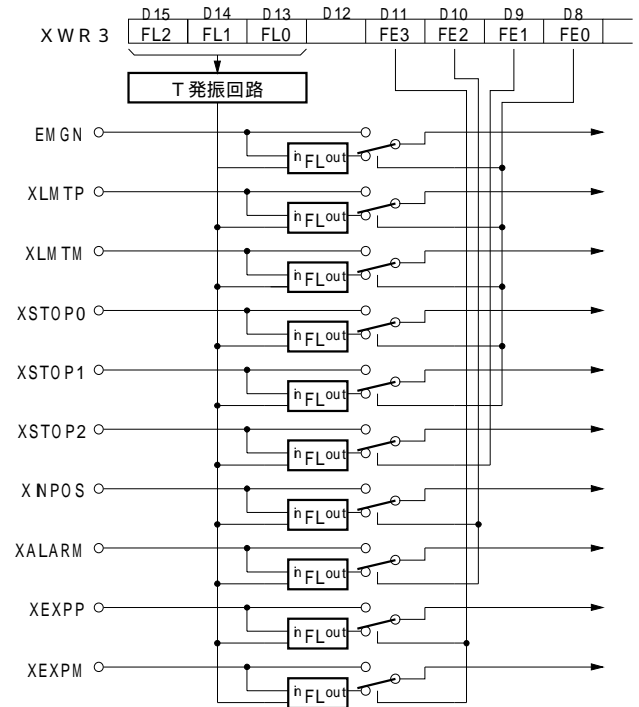 D15 D14 D13 D12 D11 D10 D9 D8
XWR3 FL2 FL1 FL0 FE3 FE2 FE1 FE0
T発振回路
EMGN
in FL out
XLMTP
in FL out
XLMTM
in FL out
XSTOP0
in FL out
XSTOP1
in FL out
XSTOP2
in FL out
XINPOS
in FL out
XALARM
in FL out
XEXPP
in FL out
XEXPM
in FL out